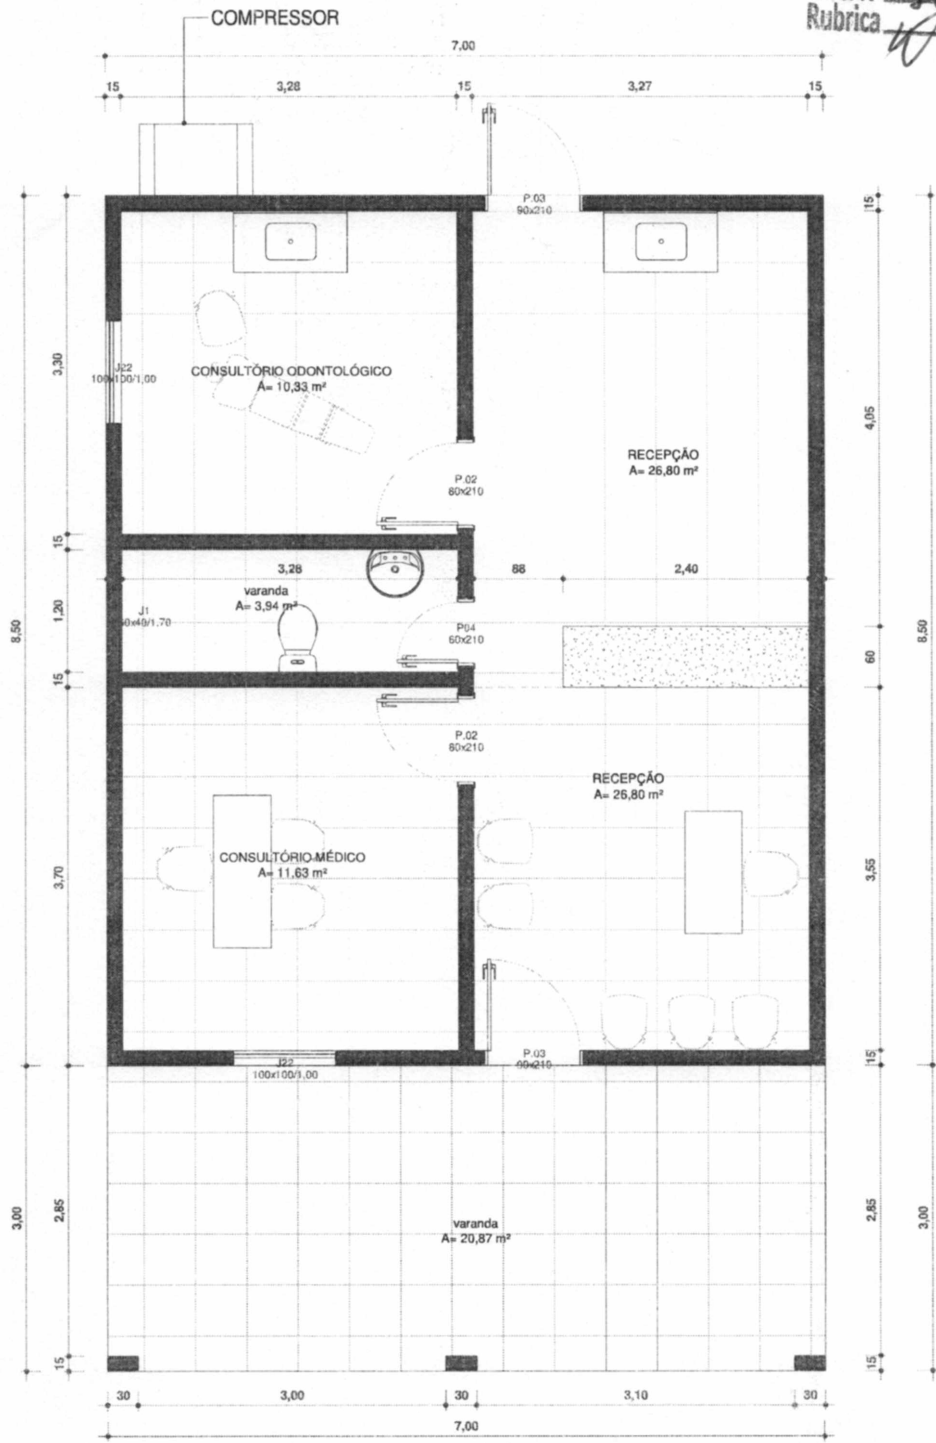 COMPRESSOR
Rubrica
7,00
15 3,28 15 3,27 15
P.03
90x210
15
3,30
J22
100x100/1,00
CONSULTÓRIO ODONTOLÓGICO
A= 10,33 m²
4,05
RECEPÇÃO
A= 26,80 m²
P.02
80x210
15
3,28
88
2,40
varanda
A= 3,94 m²
J1
60x40/1,70
1,20
P04
60x210
8,50
8,50
60
15
P.02
80x210
RECEPÇÃO
A= 26,80 m²
CONSULTÓRIO MÉDICO
A= 11,63 m²
3,70
3,55
P.03
90x210
15
J22
100x100/1,00
3,00
2,85
varanda
A= 20,87 m²
2,85
3,00
15
15
30 3,00 30 3,10 30
7,00